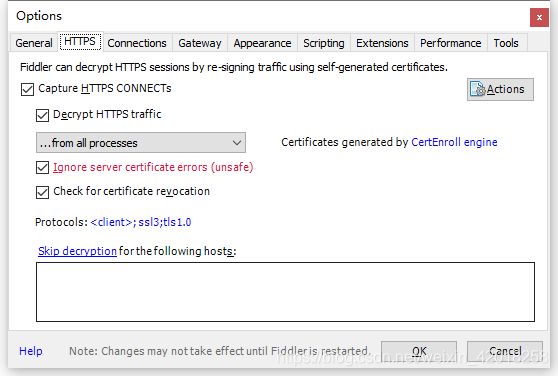 Options
x
General HTTPS Connections Gateway Appearance Scripting Extensions Performance Tools
Fiddler can decrypt HTTPS sessions by re-signing traffic using self-generated certificates.
Capture HTTPS CONNECTs
Actions
Decrypt HTTPS traffic
...from all processes
Certificates generated by CertEnroll engine
Ignore server certificate errors (unsafe)
Check for certificate revocation
Protocols: <client>; ssl3;tls1.0
Skip decryption for the following hosts:
Help
Note: Changes may not take effect until Fiddler is restarted.
OK
Cancel